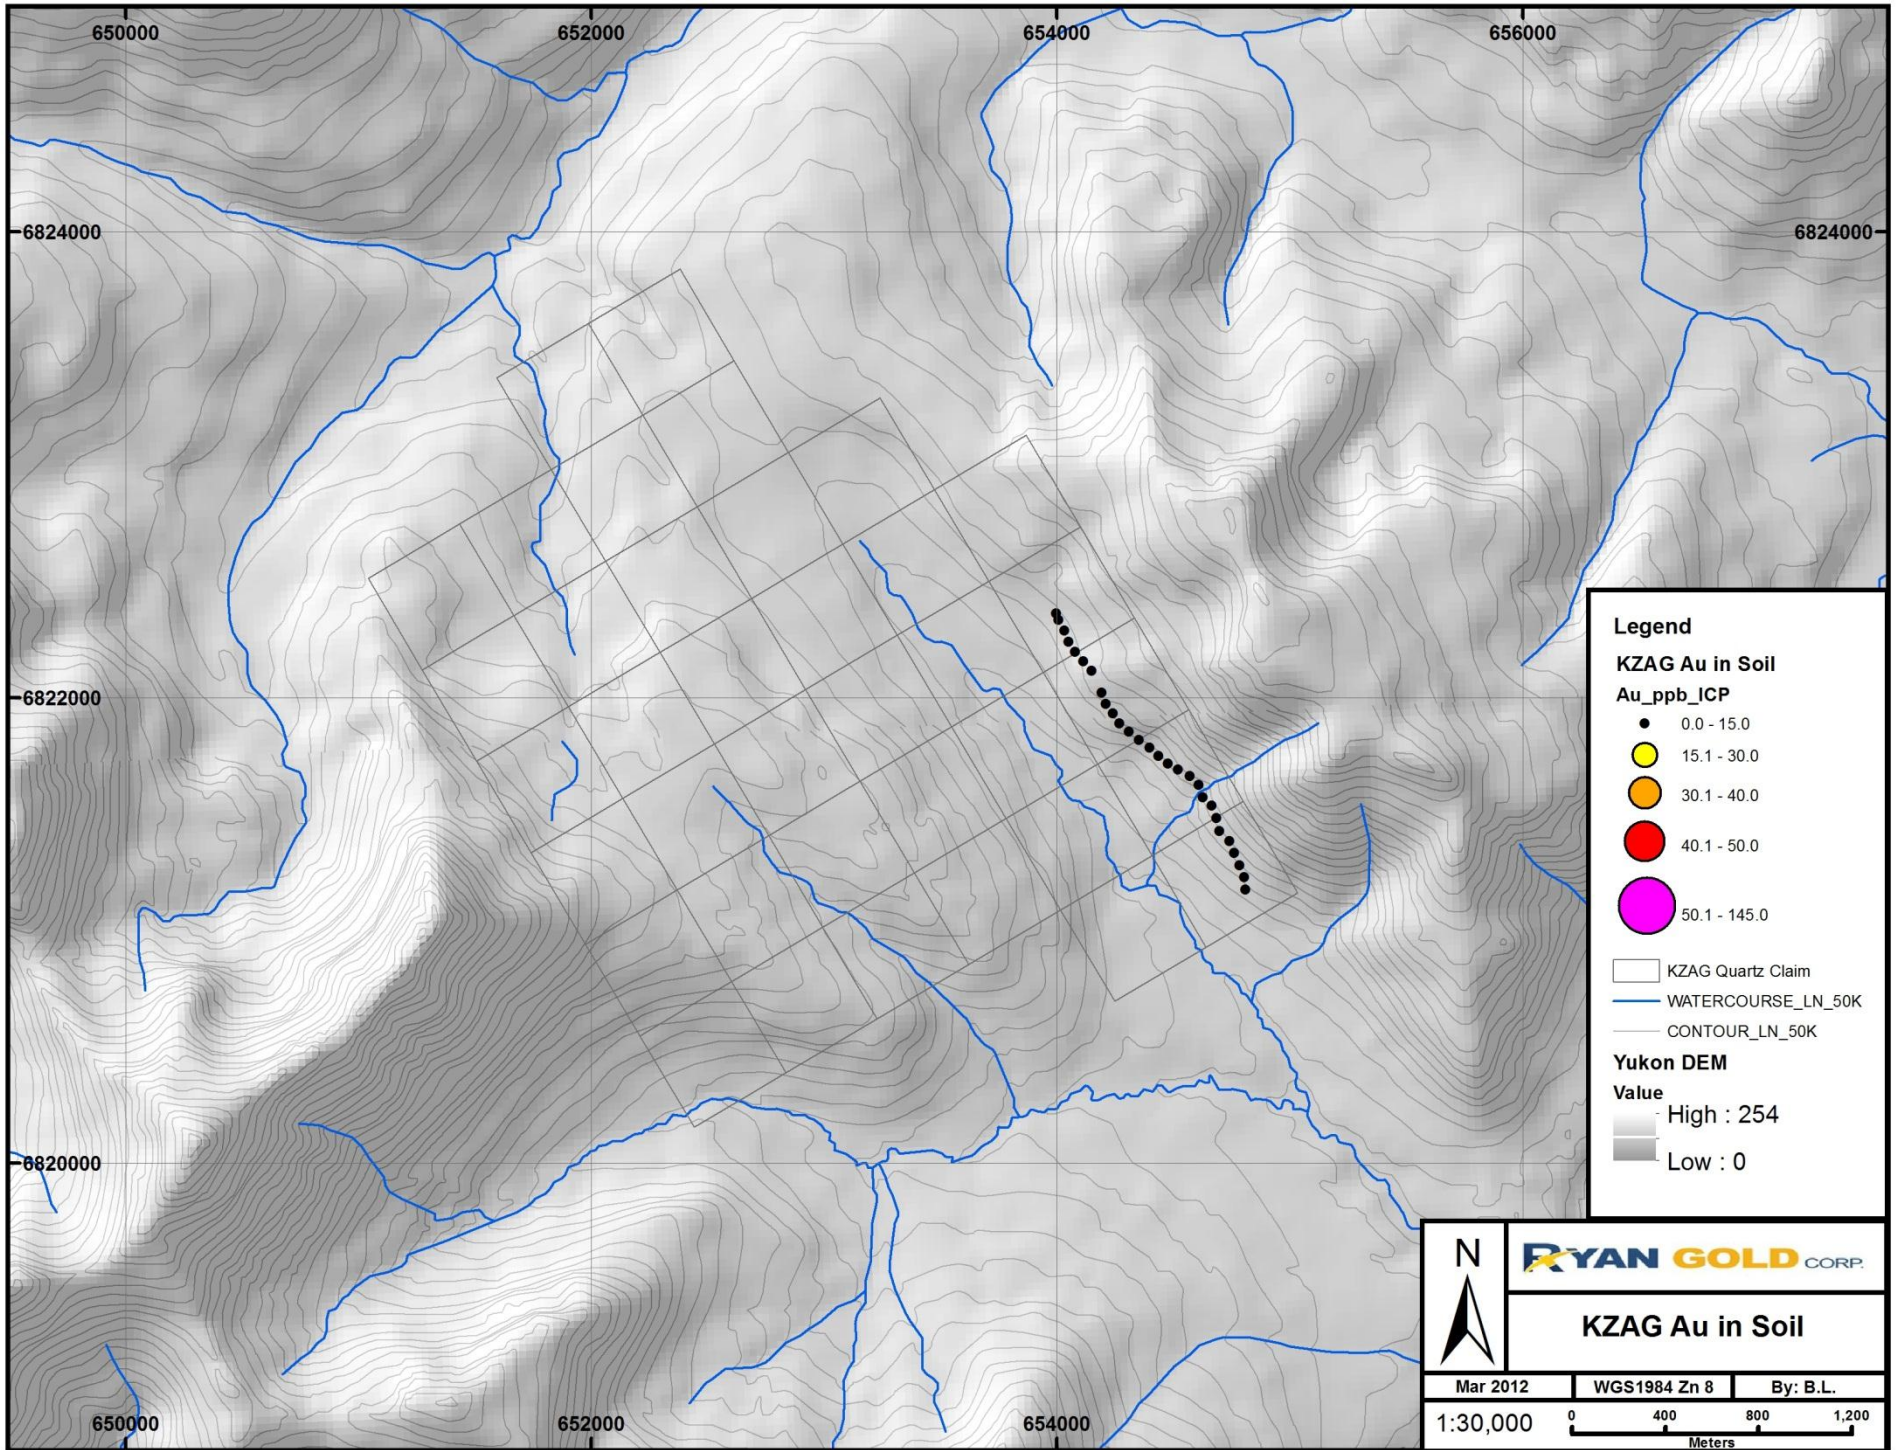 650000 652000 654000 656000
6824000 6824000
6822000
6820000
650000 652000 654000
Legend
KZAG Au in Soil
Au_ppb_ICP
0.0 - 15.0
15.1 - 30.0
30.1 - 40.0
40.1 - 50.0
50.1 - 145.0
KZAG Quartz Claim
WATERCOURSE_LN_50K
CONTOUR_LN_50K
Yukon DEM
Value
High : 254
Low : 0
N
RYAN GOLD CORP.
KZAG Au in Soil
Mar 2012 WGS1984 Zn 8 By: B.L.
1:30,000 0 400 800 1,200
Meters